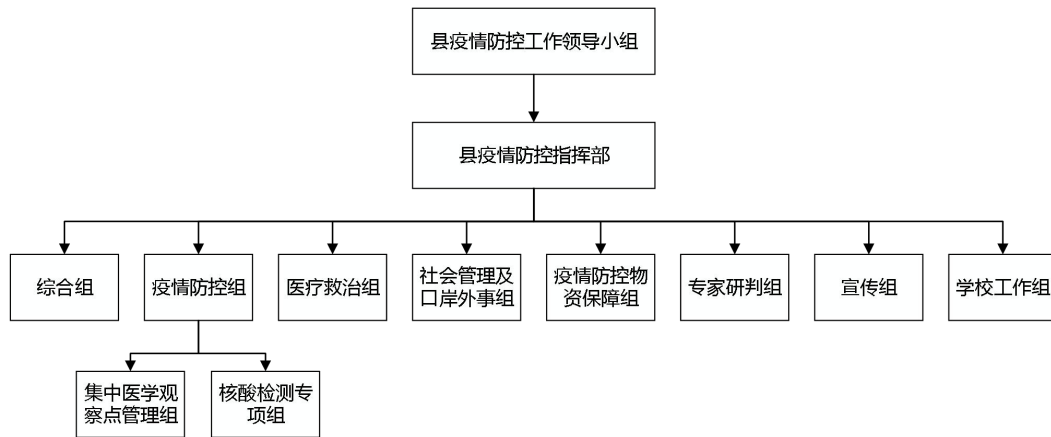 县疫情防控工作领导小组
县疫情防控指挥部
综合组
疫情防控组
医疗救治组
社会管理及
口岸外事组
疫情防控物
资保障组
专家研判组
宣传组
学校工作组
集中医学观
察点管理组
核酸检测专
项组